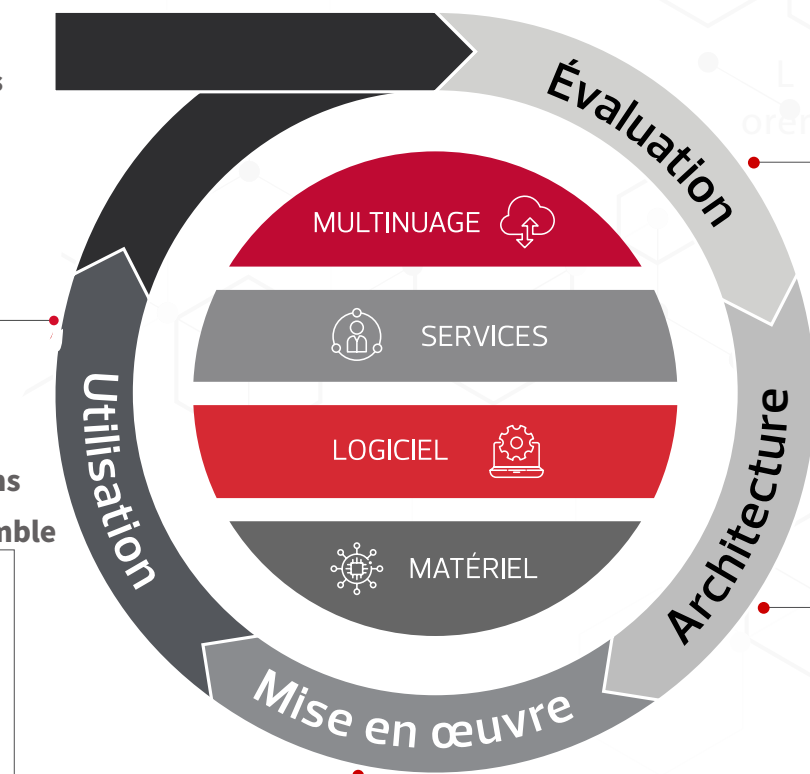 Évaluation
MULTINUAGE
SERVICES
LOGICIEL
MATÉRIEL
Architecture
Mise en œuvre
Utilisation